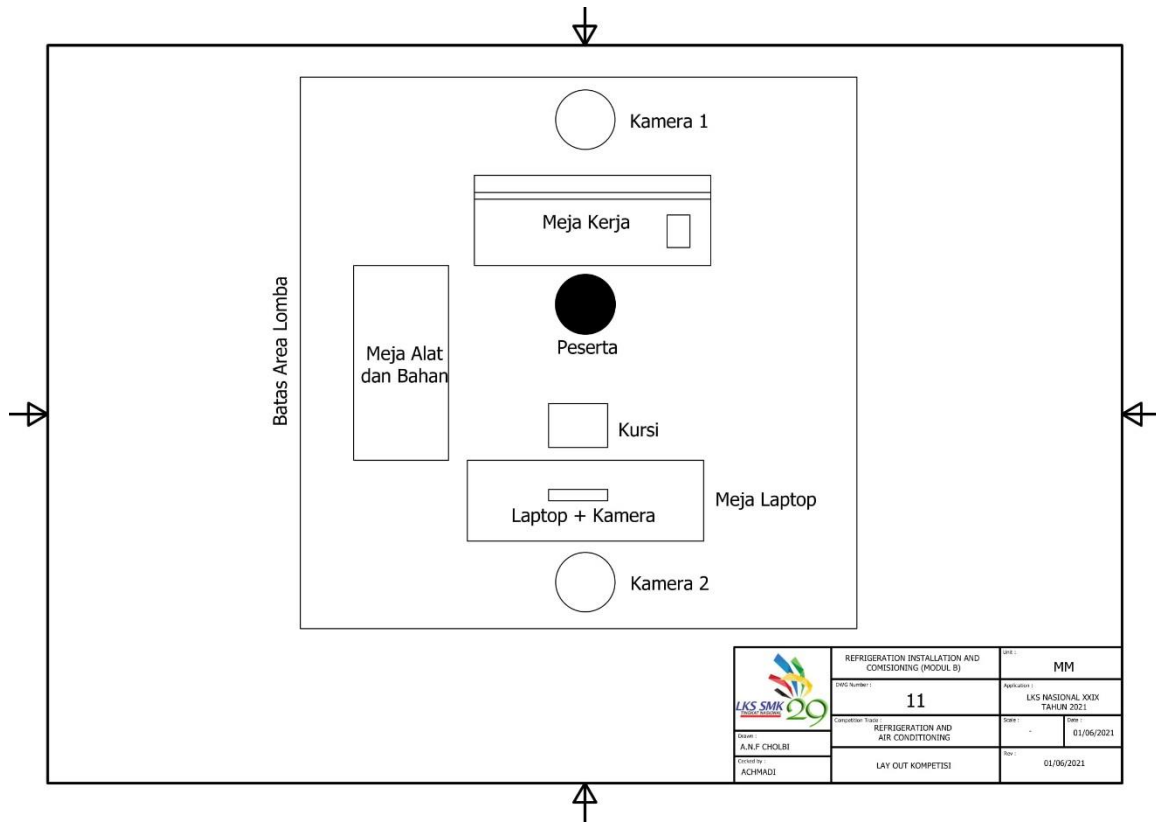 Kamera 1
Meja Kerja
Batas Area Lomba
Peserta
Meja Alat
dan Bahan
Kursi
Meja Laptop
Laptop + Kamera
Kamera 2
LKS SMK
TINGKAT NASIONAL
29
Drawn :
A.N.F CHOLBI
Cecked by :
ACHMADI
REFRIGERATION INSTALLATION AND
COMISIONING (MODUL B)
DWG Number :
11
Competition Trade :
REFRIGERATION AND
AIR CONDITIONING
LAY OUT KOMPETISI
Unit :
MM
Application :
LKS NASIONAL XXIX
TAHUN 2021
Scale :
-
Date :
01/06/2021
Rev :
01/06/2021